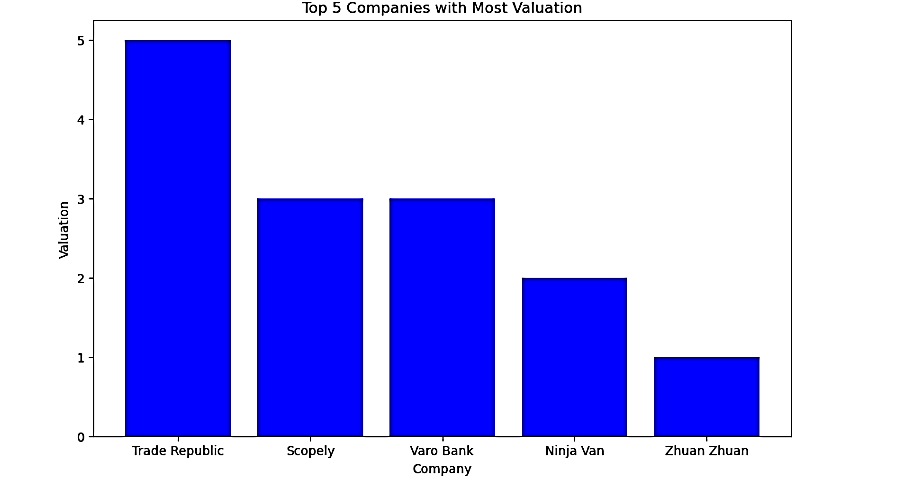 Top 5 Companies with Most Valuation
5
4
3
2
1
0
Valuation
Trade Republic Scopely Varo Bank Ninja Van Zhuan Zhuan
Company